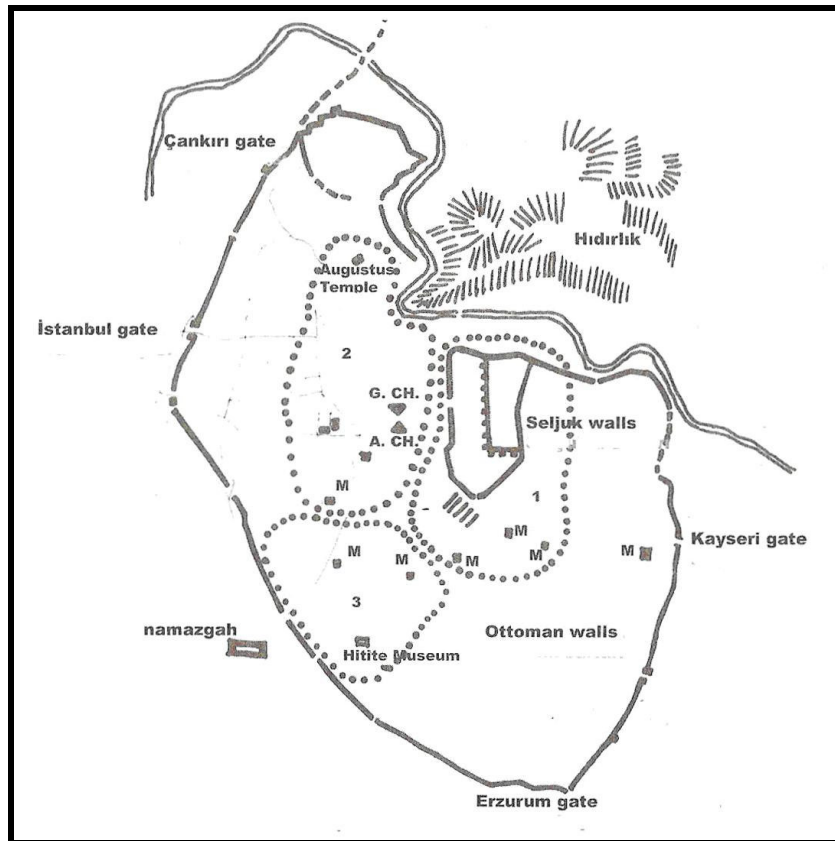 Çankırı gate
Hıdırlık
Augustus
Temple
İstanbul gate
2
G. CH.
A. CH.
Seljuk walls
M
1
M
M
M
M
M
M
Kayseri gate
3
namazgah
Ottoman walls
Hitite Museum
Erzurum gate